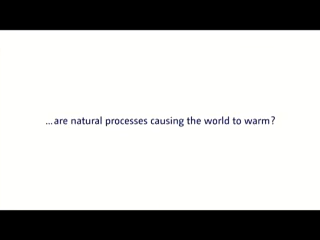 ...are natural processes causing the world to warm?